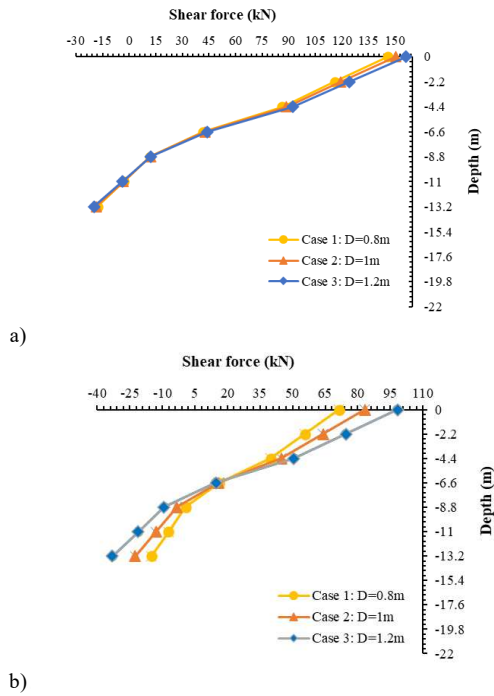 Shear force (kN)
-30 -15 0 15 30 45 60 75 90 105 120 135 150
0
-2.2
-4.4
-6.6
-8.8
-11
-13.2
-15.4
-17.6
-19.8
-22
Depth (m)
Case 1: D=0.8m
Case 2: D=1m
Case 3: D=1.2m
a)
Shear force (kN)
-40 -25 -10 5 20 35 50 65 80 95 110
0
-2.2
-4.4
-6.6
-8.8
-11
-13.2
-15.4
-17.6
-19.8
-22
Depth (m)
Case 1: D=0.8m
Case 2: D=1m
Case 3: D=1.2m
b)